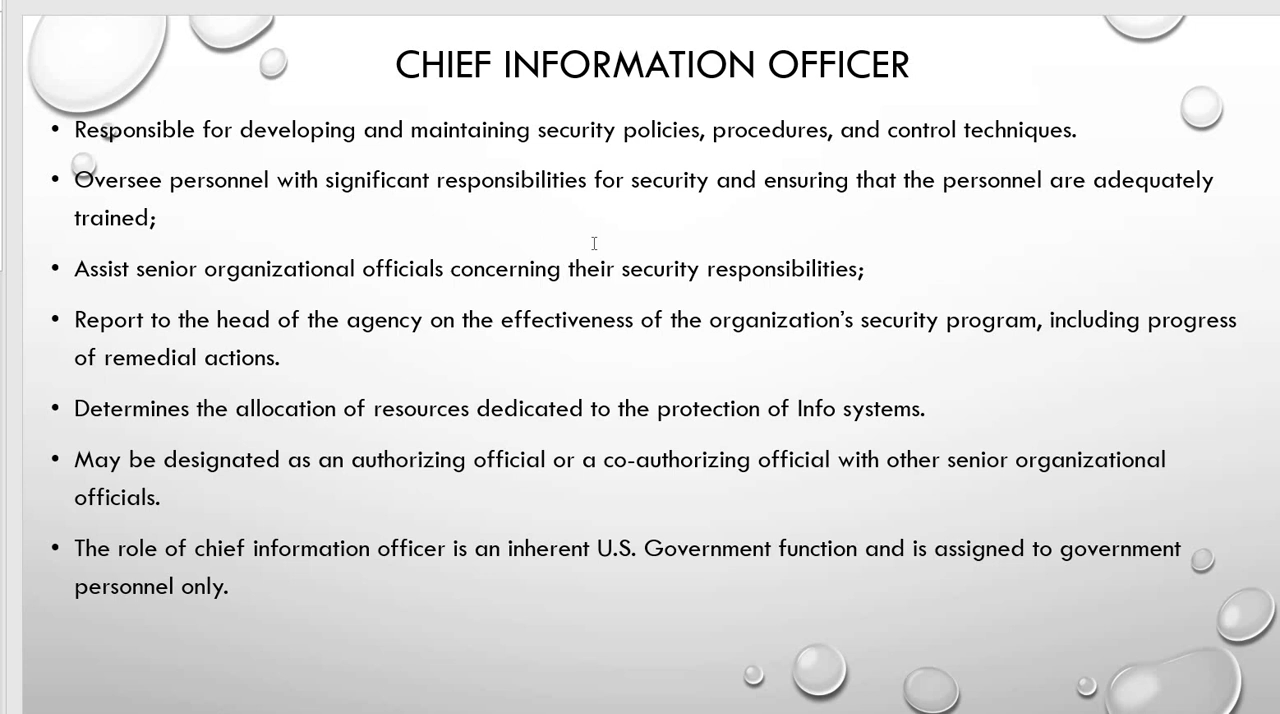 CHIEF INFORMATION OFFICER
• Responsible for developing and maintaining security policies, procedures, and control techniques.
• Oversee personnel with significant responsibilities for security and ensuring that the personnel are adequately
trained;
• Assist senior organizational officials concerning their security responsibilities;
• Report to the head of the agency on the effectiveness of the organization’s security program, including progress
of remedial actions.
• Determines the allocation of resources dedicated to the protection of Info systems.
• May be designated as an authorizing official or a co-authorizing official with other senior organizational
officials.
• The role of chief information officer is an inherent U.S. Government function and is assigned to government
personnel only.